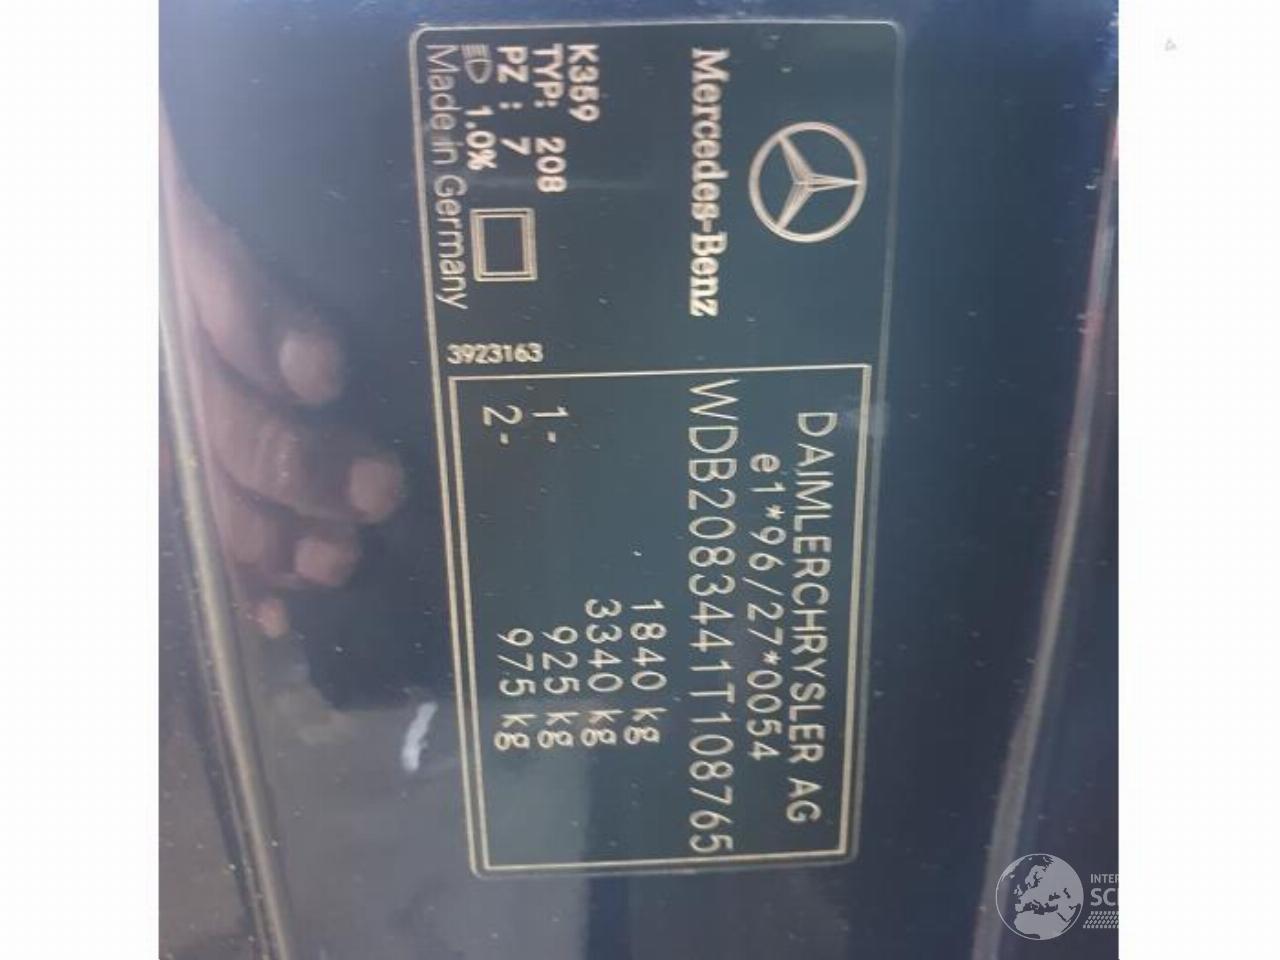 Mercedes-Benz
K359
TYP: 208
PZ : 7
1.0%
Made in Germany
3923163
DAIMLERCHRYSLER AG
e1*96/27*0054
WDB2083441T108765
1840 kg
3340 kg
1- 925 kg
2- 975 kg